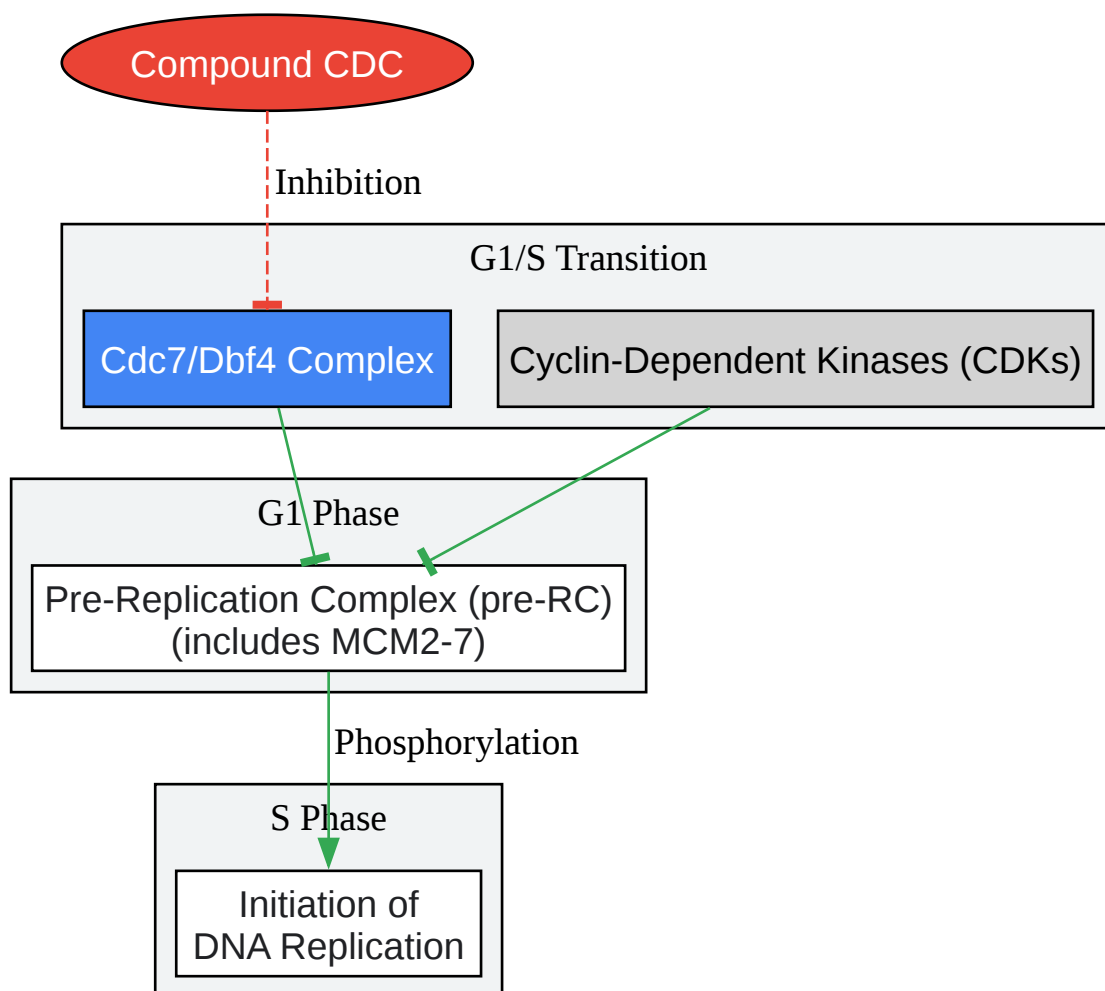 Compound CDC
Inhibition
G1/S Transition
Cdc7/Dbf4 Complex
Cyclin-Dependent Kinases (CDKs)
G1 Phase
Pre-Replication Complex (pre-RC)
(includes MCM2-7)
Phosphorylation
S Phase
Initiation of
DNA Replication